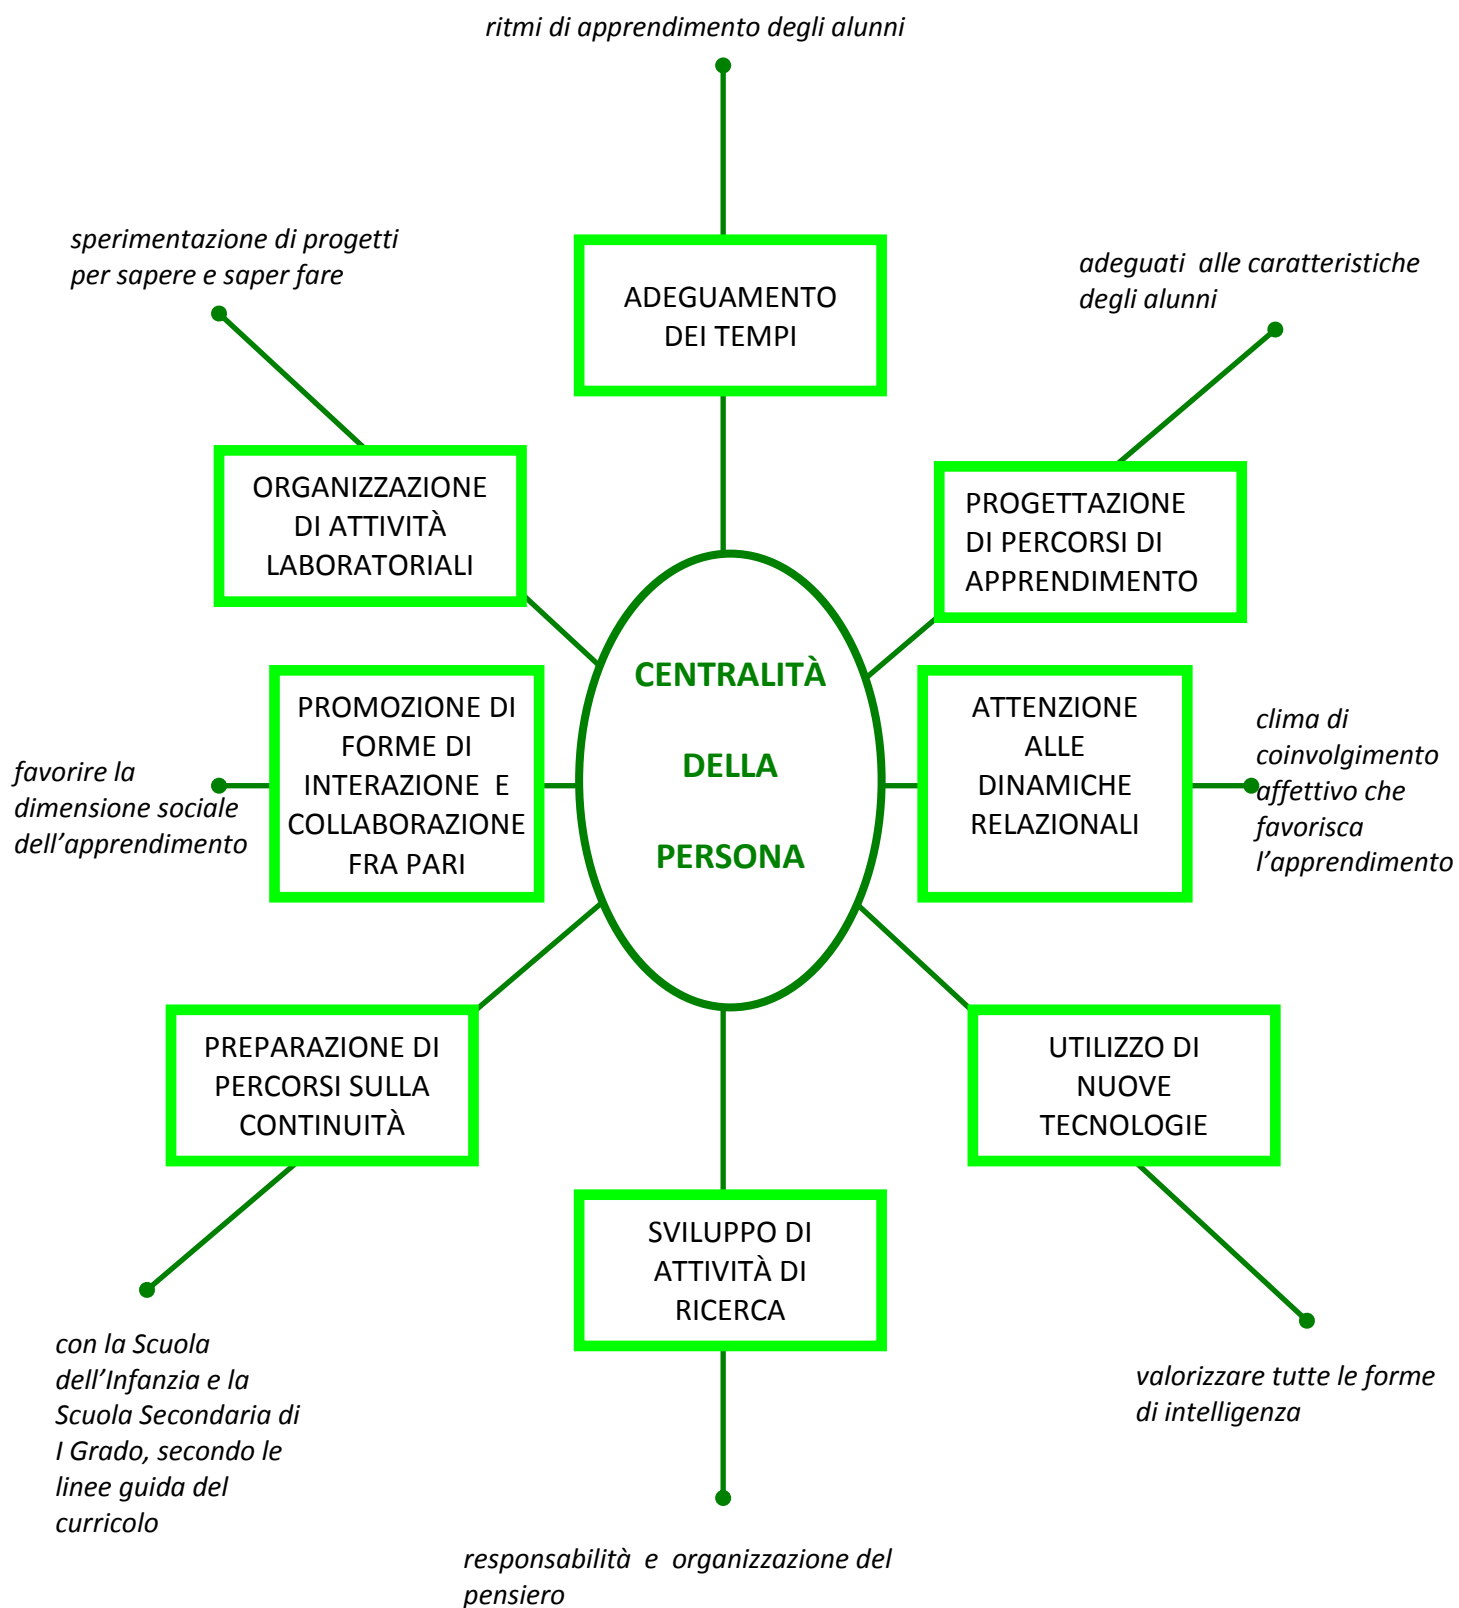 ritmi di apprendimento degli alunni
sperimentazione di progetti
per sapere e saper fare
adeguati  alle caratteristiche
degli alunni
ADEGUAMENTO
DEI TEMPI
ORGANIZZAZIONE
DI ATTIVITÀ
LABORATORIALI
PROGETTAZIONE
DI PERCORSI DI
APPRENDIMENTO
CENTRALITÀ
DELLA
PERSONA
PROMOZIONE DI
FORME DI
INTERAZIONE  E
COLLABORAZIONE
FRA PARI
ATTENZIONE
ALLE
DINAMICHE
RELAZIONALI
favorire la
dimensione sociale
dell’apprendimento
clima di
coinvolgimento
affettivo che
favorisca
l’apprendimento
PREPARAZIONE DI
PERCORSI SULLA
CONTINUITÀ
UTILIZZO DI
NUOVE
TECNOLOGIE
SVILUPPO DI
ATTIVITÀ DI
RICERCA
con la Scuola
dell’Infanzia e la
Scuola Secondaria di
I Grado, secondo le
linee guida del
curricolo
valorizzare tutte le forme
di intelligenza
responsabilità  e  organizzazione del
pensiero